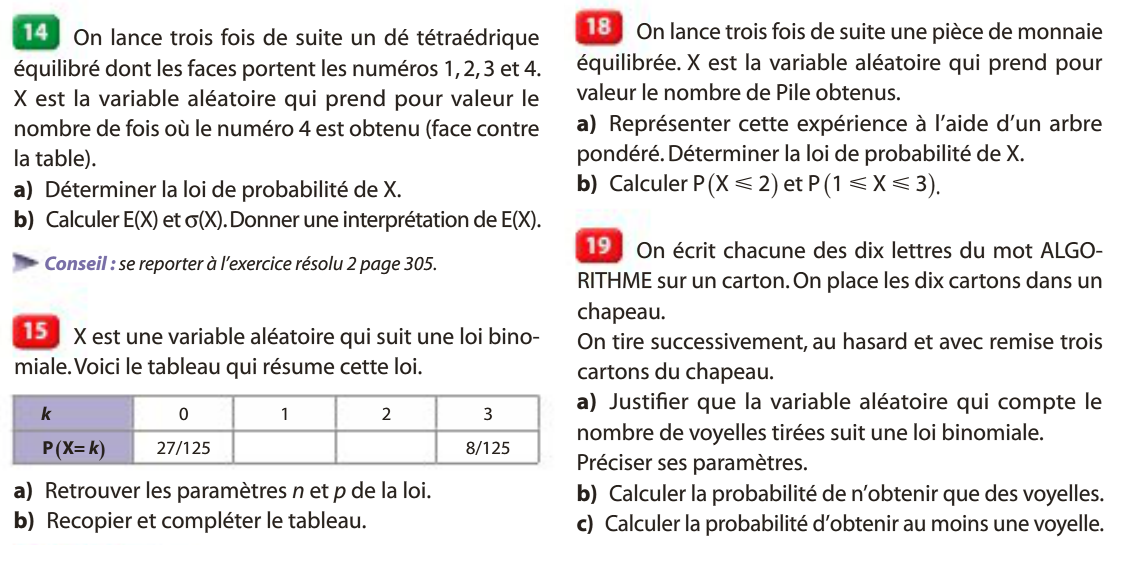 14 On lance trois fois de suite un dé tétraédrique
équilibré dont les faces portent les numéros 1, 2, 3 et 4.
X est la variable aléatoire qui prend pour valeur le
nombre de fois où le numéro 4 est obtenu (face contre
la table).
a) Déterminer la loi de probabilité de X.
b) Calculer E(X) et σ(X). Donner une interprétation de E(X).
Conseil : se reporter à l'exercice résolu 2 page 305.
15 X est une variable aléatoire qui suit une loi bino-
miale. Voici le tableau qui résume cette loi.
k 0 1 2 3
P(X= k) 27/125 8/125
a) Retrouver les paramètres n et p de la loi.
b) Recopier et compléter le tableau.
18 On lance trois fois de suite une pièce de monnaie
équilibrée. X est la variable aléatoire qui prend pour
valeur le nombre de Pile obtenus.
a) Représenter cette expérience à l'aide d'un arbre
pondéré. Déterminer la loi de probabilité de X.
b) Calculer P(X ⩽ 2) et P(1 ⩽ X ⩽ 3).
19 On écrit chacune des dix lettres du mot ALGO-
RITHME sur un carton. On place les dix cartons dans un
chapeau.
On tire successivement, au hasard et avec remise trois
cartons du chapeau.
a) Justifier que la variable aléatoire qui compte le
nombre de voyelles tirées suit une loi binomiale.
Préciser ses paramètres.
b) Calculer la probabilité de n'obtenir que des voyelles.
c) Calculer la probabilité d'obtenir au moins une voyelle.